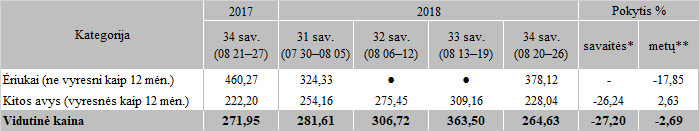 Kategorija 2017 2018 Pokytis %
34 sav. (08 21–27) 31 sav. (07 30–08 05) 32 sav. (08 06–12) 33 sav. (08 13–19) 34 sav. (08 20–26) savaitės* metų**
Ėriukai (ne vyresni kaip 12 mėn.) 460,27 324,33 ● ● 378,12 - -17,85
Kitos avys (vyresnės kaip 12 mėn.) 222,20 254,16 275,45 309,16 228,04 -26,24 2,63
Vidutinė kaina 271,95 281,61 306,72 363,50 264,63 -27,20 -2,69